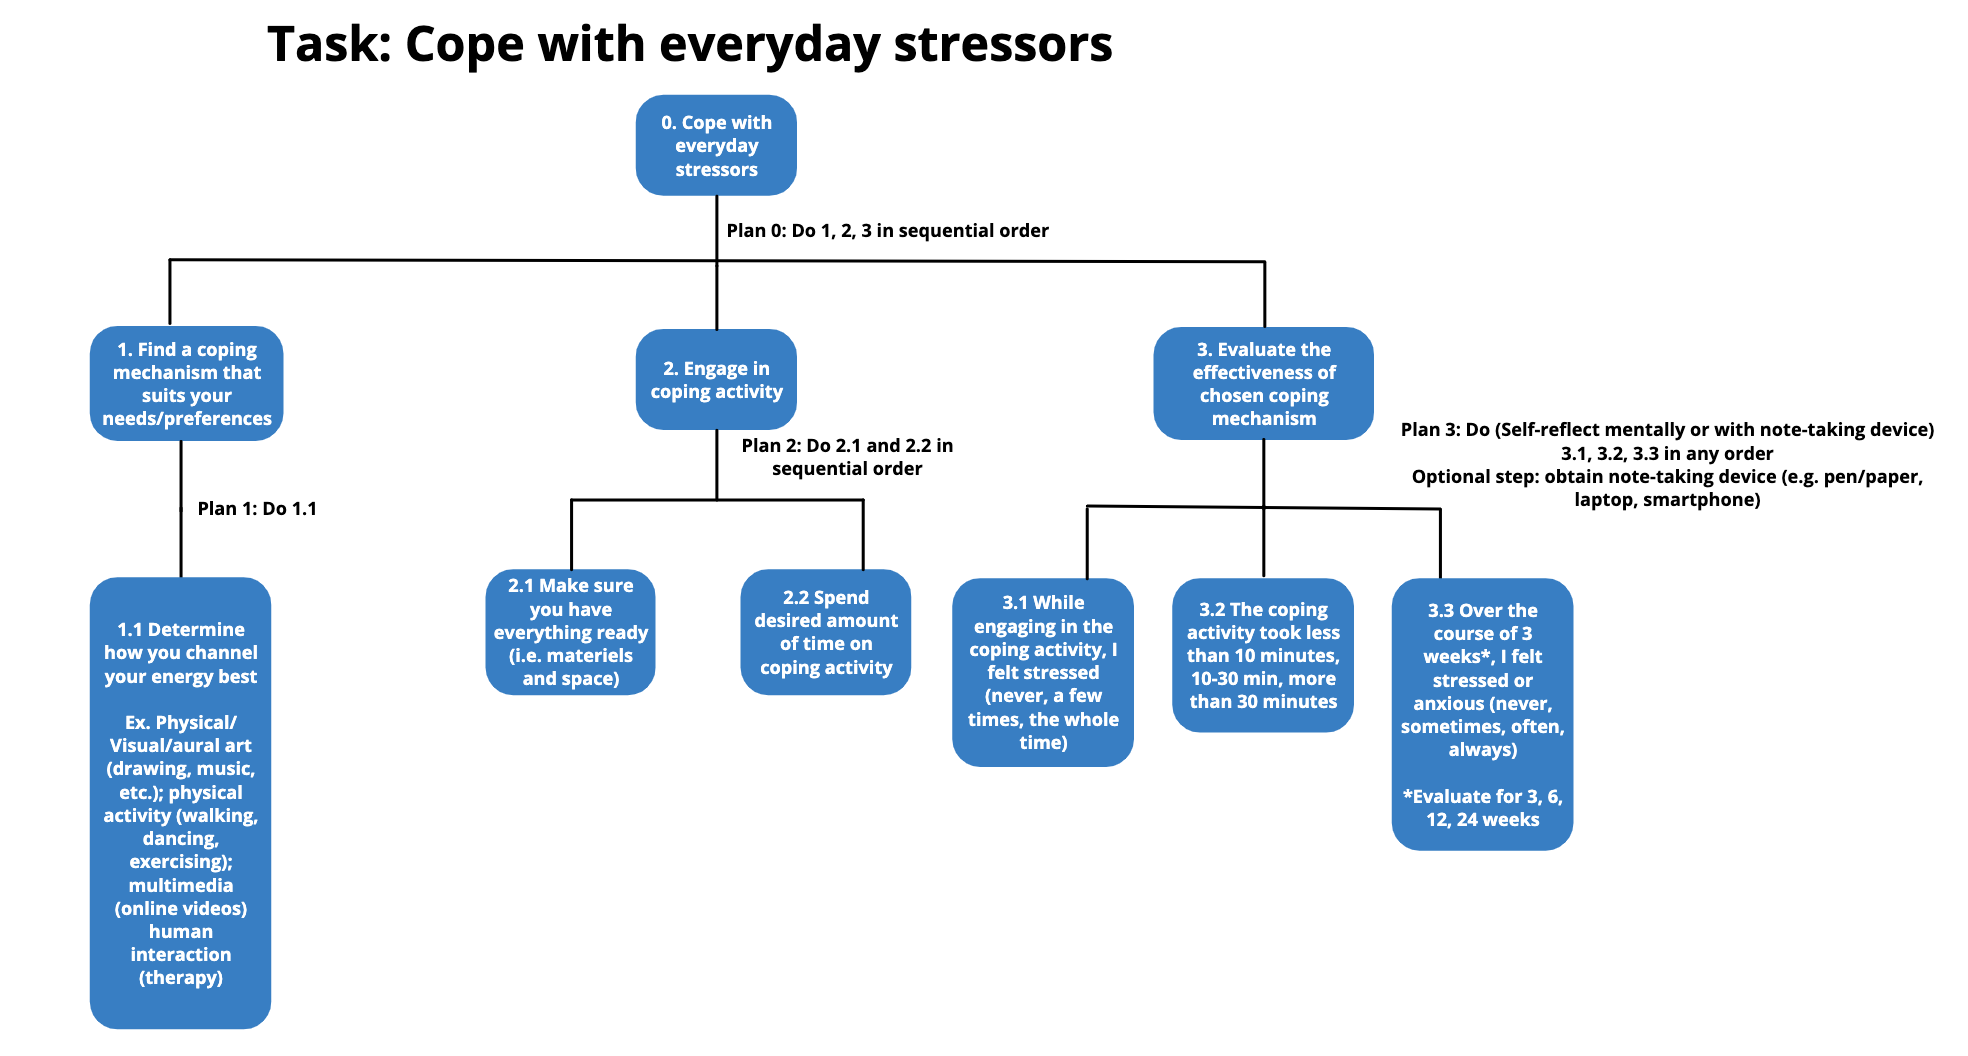 Task: Cope with everyday stressors
0. Cope with
everyday
stressors
Plan 0: Do 1, 2, 3 in sequential order
1. Find a coping
mechanism that
suits your
needs/preferences
2. Engage in
coping activity
3. Evaluate the
effectiveness of
chosen coping
mechanism
Plan 1: Do 1.1
Plan 2: Do 2.1 and 2.2 in
sequential order
Plan 3: Do (Self-reflect mentally or with note-taking device)
3.1, 3.2, 3.3 in any order
Optional step: obtain note-taking device (e.g. pen/paper,
laptop, smartphone)
1.1 Determine
how you channel
your energy best
Ex. Physical/
Visual/aural art
(drawing, music,
etc.); physical
activity (walking,
dancing,
exercising);
multimedia
(online videos)
human
interaction
(therapy)
2.1 Make sure
you have
everything ready
(i.e. materiels
and space)
2.2 Spend
desired amount
of time on
coping activity
3.1 While
engaging in the
coping activity, I
felt stressed
(never, a few
times, the whole
time)
3.2 The coping
activity took less
than 10 minutes,
10-30 min, more
than 30 minutes
3.3 Over the
course of 3
weeks*, I felt
stressed or
anxious (never,
sometimes, often,
always)
*Evaluate for 3, 6,
12, 24 weeks